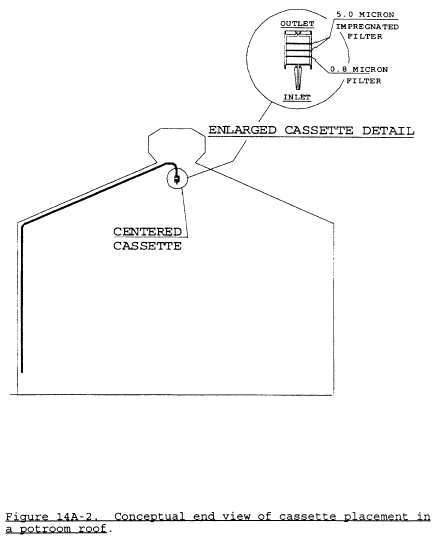 5.0 MICRON
OUTLET
IMPREGNATED
FILTER
0.8 MICRON
FILTER
INLET
ENLARGED CASSETTE DETAIL
CENTERED
CASSETTE
Figure 14A-2. Conceptual end view of cassette placement in
a potroom roof.